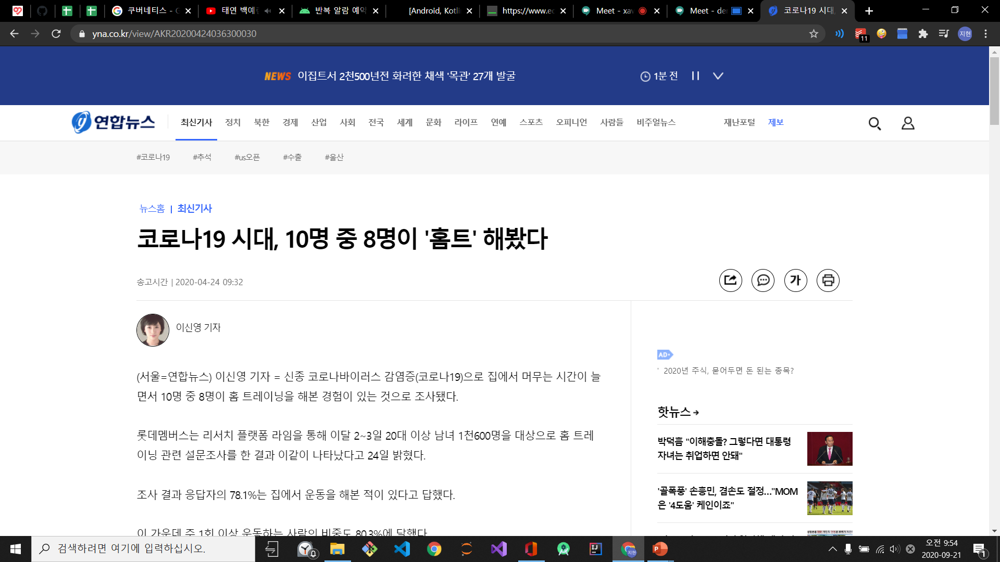 쿠버네티스 - G
태연 백예린
반복 알람 예약
[Android, Kotli
https://www.ec
Meet - xav
Meet - der
코로나19 시대,
yna.co.kr/view/AKR20200424036300030
11
지현
NEWS 이집트서 2천500년전 화려한 채색 '목관' 27개 발굴
1분 전
연합뉴스
최신기사 정치 북한 경제 산업 사회 전국 세계 문화 라이프 연예 스포츠 오피니언 사람들 비주얼뉴스 재난포털 제보
#코로나19 #추석 #us오픈 #수출 #울산
뉴스홈 | 최신기사
코로나19 시대, 10명 중 8명이 '홈트' 해봤다
송고시간 | 2020-04-24 09:32
가
이신영 기자
(서울=연합뉴스) 이신영 기자 = 신종 코로나바이러스 감염증(코로나19)으로 집에서 머무는 시간이 늘
면서 10명 중 8명이 홈 트레이닝을 해본 경험이 있는 것으로 조사됐다.
롯데멤버스는 리서치 플랫폼 라임을 통해 이달 2~3일 20대 이상 남녀 1천600명을 대상으로 홈 트레
이닝 관련 설문조사를 한 결과 이같이 나타났다고 24일 밝혔다.
조사 결과 응답자의 78.1%는 집에서 운동을 해본 적이 있다고 답했다.
이 가운데 주 1회 이상 운동하는 사람의 비중도 80.3%에 달했다
AD
2020년 주식, 묻어두면 돈 된는 종목?
핫뉴스
박덕흠 "이해충돌? 그렇다면 대통령
자녀는 취업하면 안돼"
'골폭풍' 손흥민, 겸손도 절정…"MOM
은 '4도움' 케인이죠"
검색하려면 여기에 입력하십시오.
지현
오전 9:54
2020-09-21
1